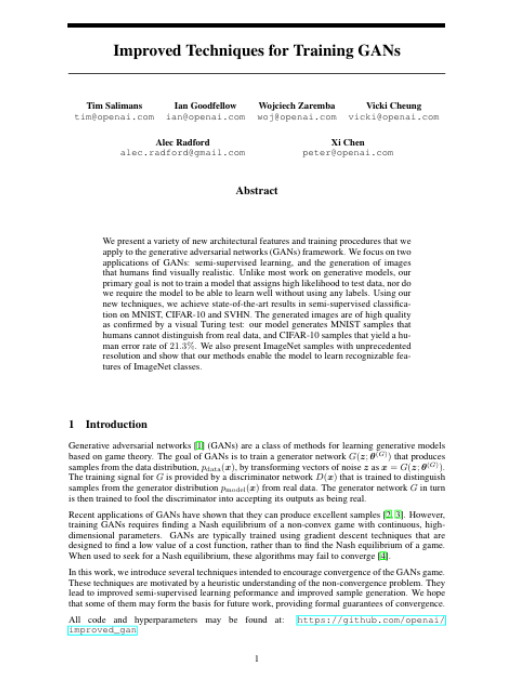 Improved Techniques for Training GANs
Tim Salimans Ian Goodfellow Wojciech Zaremba Vicki Cheung
tim@openai.com ian@openai.com woj@openai.com vicki@openai.com
Alec Radford Xi Chen
alec.radford@gmail.com peter@openai.com
Abstract
We present a variety of new architectural features and training procedures that we
apply to the generative adversarial networks (GANs) framework. We focus on two
applications of GANs: semi-supervised learning, and the generation of images
that humans find visually realistic. Unlike most work on generative models, our
primary goal is not to train a model that assigns high likelihood to test data, nor do
we require the model to be able to learn well without using any labels. Using our
new techniques, we achieve state-of-the-art results in semi-supervised classifica-
tion on MNIST, CIFAR-10 and SVHN. The generated images are of high quality
as confirmed by a visual Turing test: our model generates MNIST samples that
humans cannot distinguish from real data, and CIFAR-10 samples that yield a hu-
man error rate of 21.3%. We also present ImageNet samples with unprecedented
resolution and show that our methods enable the model to learn recognizable fea-
tures of ImageNet classes.
1 Introduction
Generative adversarial networks [1] (GANs) are a class of methods for learning generative models
based on game theory. The goal of GANs is to train a generator network G(z; θ(G)) that produces
samples from the data distribution, pdata(x), by transforming vectors of noise z as x = G(z; θ(G)).
The training signal for G is provided by a discriminator network D(x) that is trained to distinguish
samples from the generator distribution pmodel(x) from real data. The generator network G in turn
is then trained to fool the discriminator into accepting its outputs as being real.
Recent applications of GANs have shown that they can produce excellent samples [2, 3]. However,
training GANs requires finding a Nash equilibrium of a non-convex game with continuous, high-
dimensional parameters. GANs are typically trained using gradient descent techniques that are
designed to find a low value of a cost function, rather than to find the Nash equilibrium of a game.
When used to seek for a Nash equilibrium, these algorithms may fail to converge [4].
In this work, we introduce several techniques intended to encourage convergence of the GANs game.
These techniques are motivated by a heuristic understanding of the non-convergence problem. They
lead to improved semi-supervised learning peformance and improved sample generation. We hope
that some of them may form the basis for future work, providing formal guarantees of convergence.
All code and hyperparameters may be found at: https://github.com/openai/
improved_gan
1